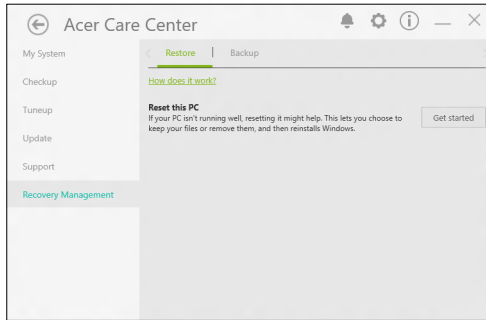 Acer Care Center
My System
Restore
Backup
Checkup
How does it work?
Tuneup
Reset this PC
If your PC isn't running well, resetting it might help. This lets you choose to
keep your files or remove them, and then reinstalls Windows.
Get started
Update
Support
Recovery Management